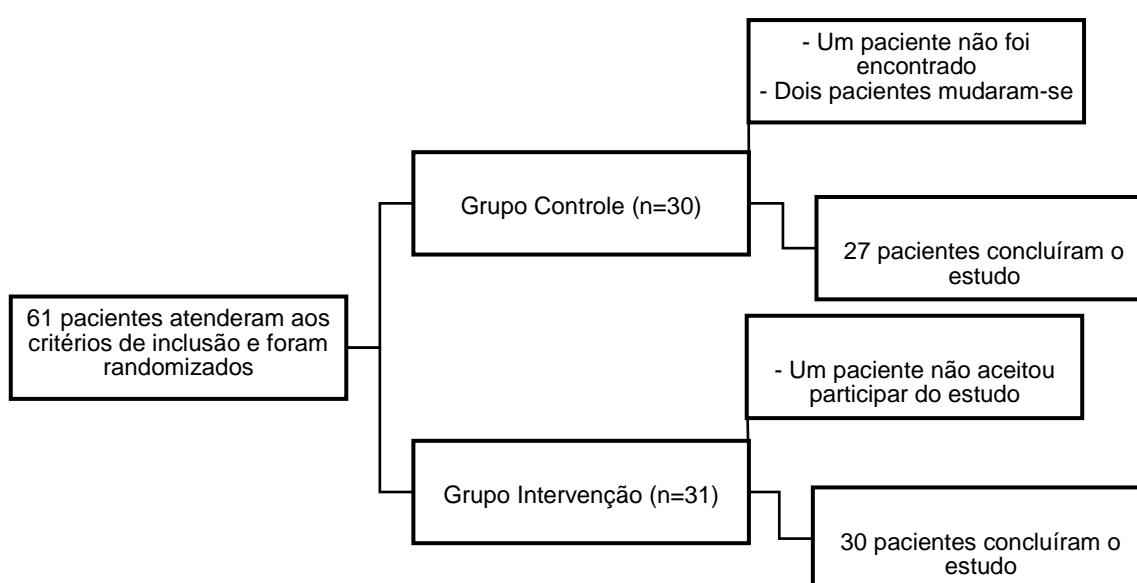 - Um paciente não foi
encontrado
- Dois pacientes mudaram-se
Grupo Controle (n=30)
27 pacientes concluíram o
estudo
61 pacientes atenderam aos
critérios de inclusão e foram
randomizados
- Um paciente não aceitou
participar do estudo
Grupo Intervenção (n=31)
30 pacientes concluíram o
estudo